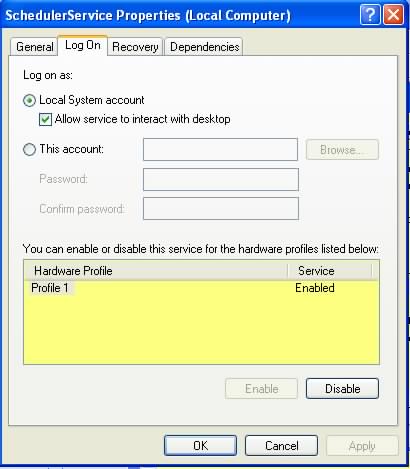 SchedulerService Properties (Local Computer)
General Log On Recovery Dependencies
Log on as:
Local System account
Allow service to interact with desktop
This account: Browse...
Password:
Confirm password:
You can enable or disable this service for the hardware profiles listed below:
Hardware Profile Service
Profile 1 Enabled
Enable Disable
OK Cancel Apply